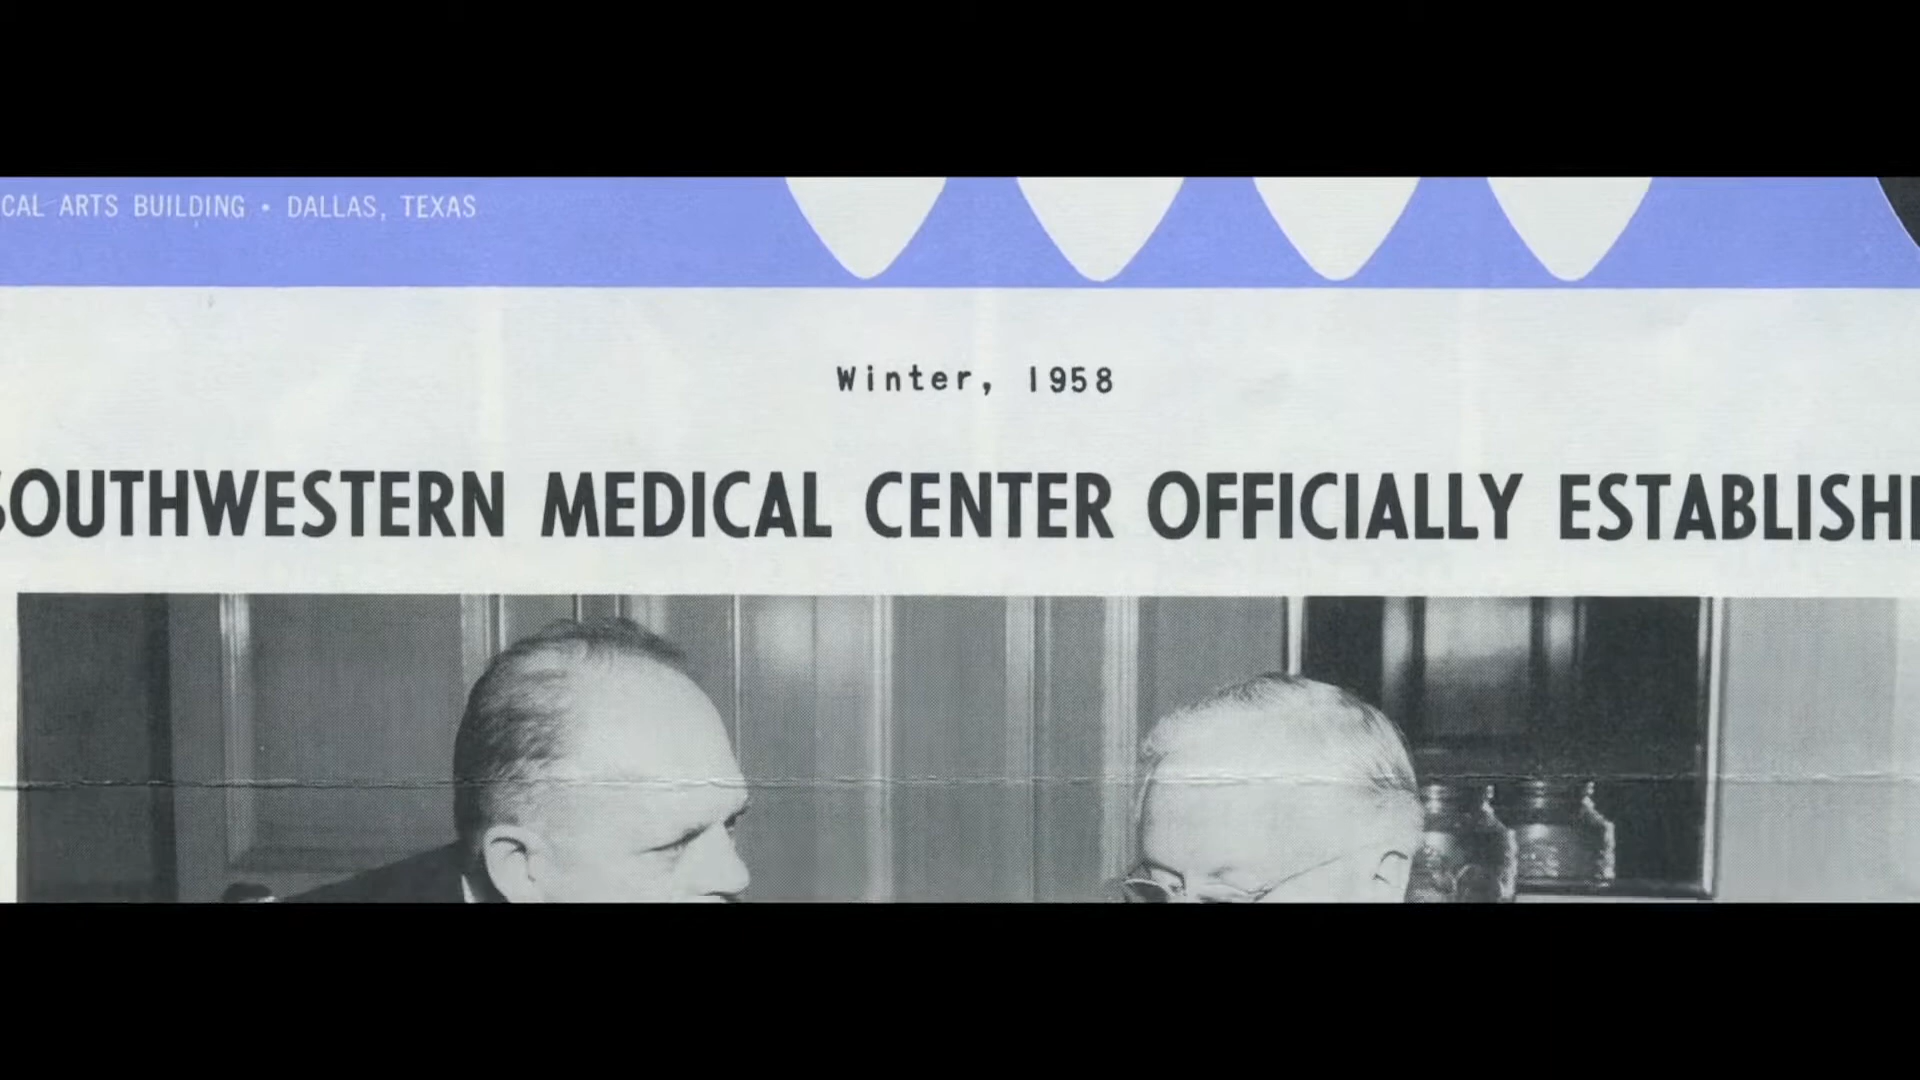 CAL ARTS BUILDING • DALLAS, TEXAS
Winter, 1958
SOUTHWESTERN MEDICAL CENTER OFFICIALLY ESTABLISH